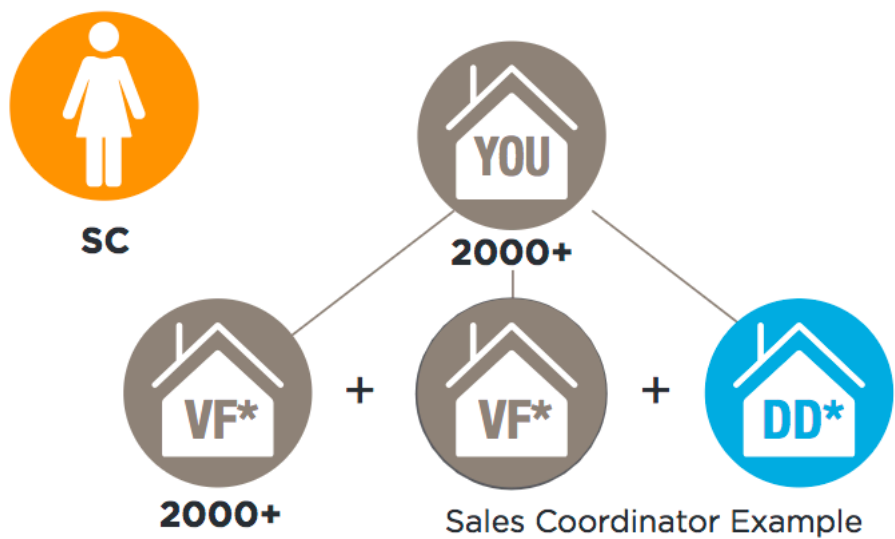 YOU
SC
2000+
VF* + VF* + DD*
2000+
Sales Coordinator Example